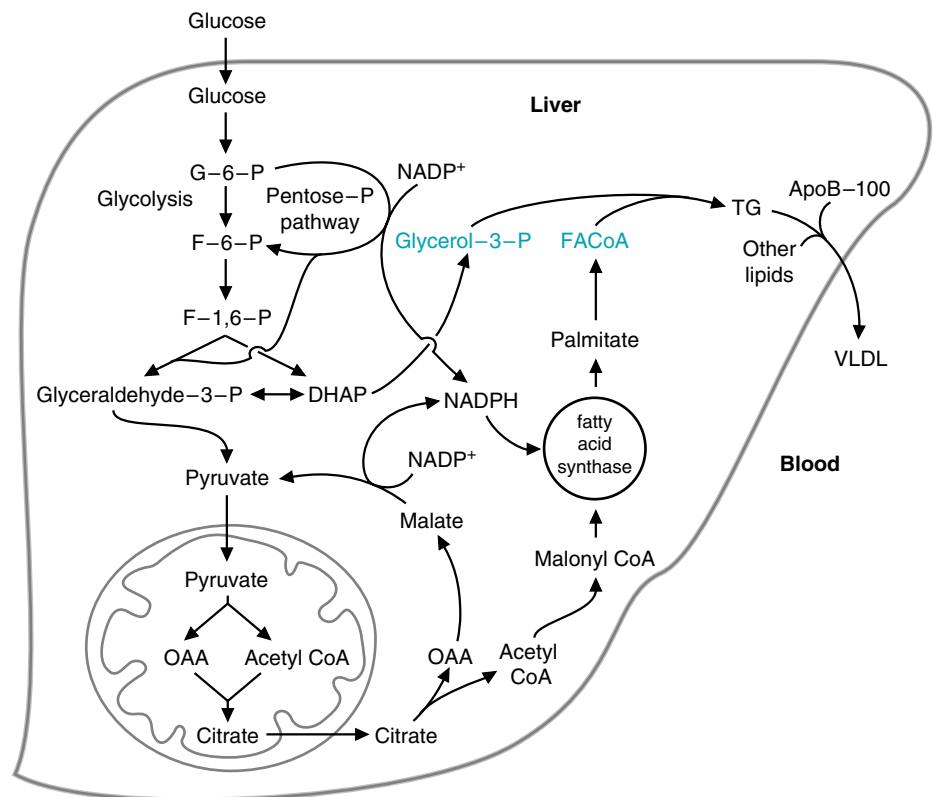 Glucose
Glucose
Liver
G–6–P
NADP+
Glycolysis
Pentose–P
pathway
ApoB–100
TG
F–6–P
Glycerol–3–P
FACoA
Other
lipids
F–1,6–P
Palmitate
VLDL
Glyceraldehyde–3–P
DHAP
NADPH
fatty
acid
synthase
Blood
NADP+
Pyruvate
Malate
Malonyl CoA
Pyruvate
OAA
Acetyl CoA
OAA
Acetyl
CoA
Citrate
Citrate